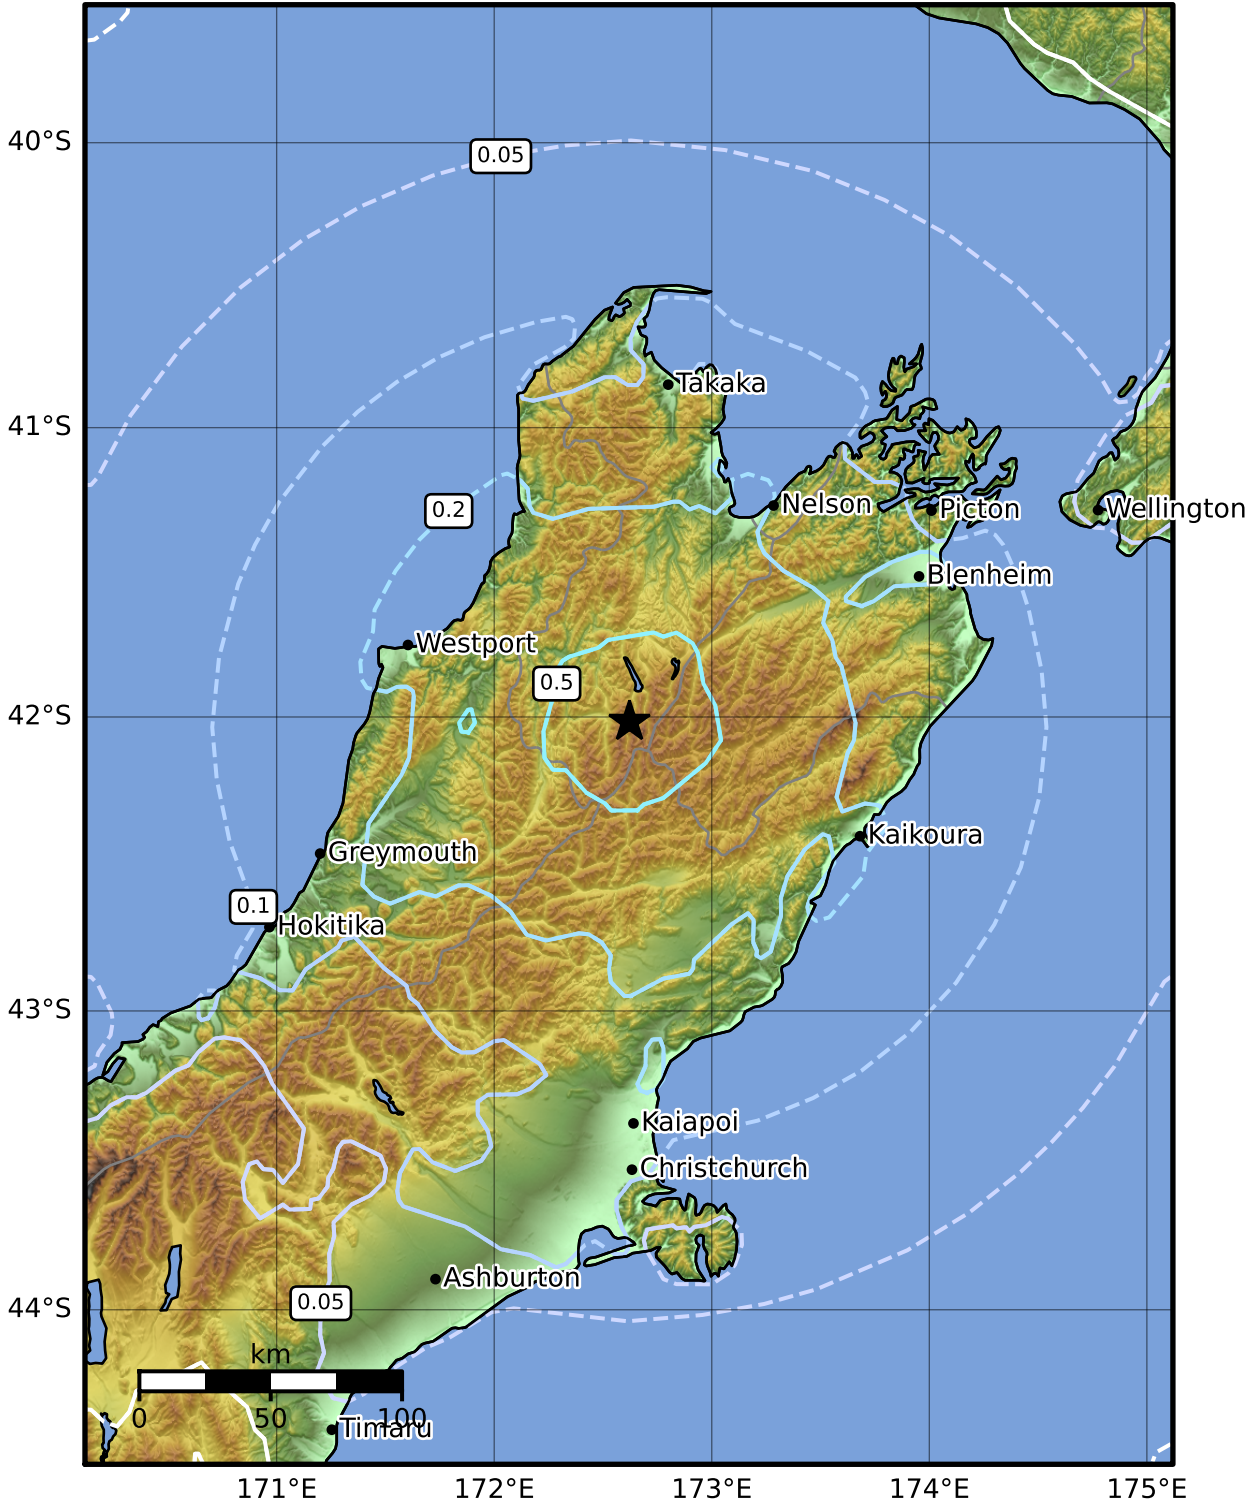 40°S
0.05
Takaka
41°S
0.2
Nelson
Picton
Wellington
Blenheim
Westport
0.5
42°S
Kaikoura
Greymouth
0.1
Hokitika
43°S
Kaiapoi
Christchurch
Ashburton
0.05
44°S
km
0 50 100
Timaru
171°E 172°E 173°E 174°E 175°E